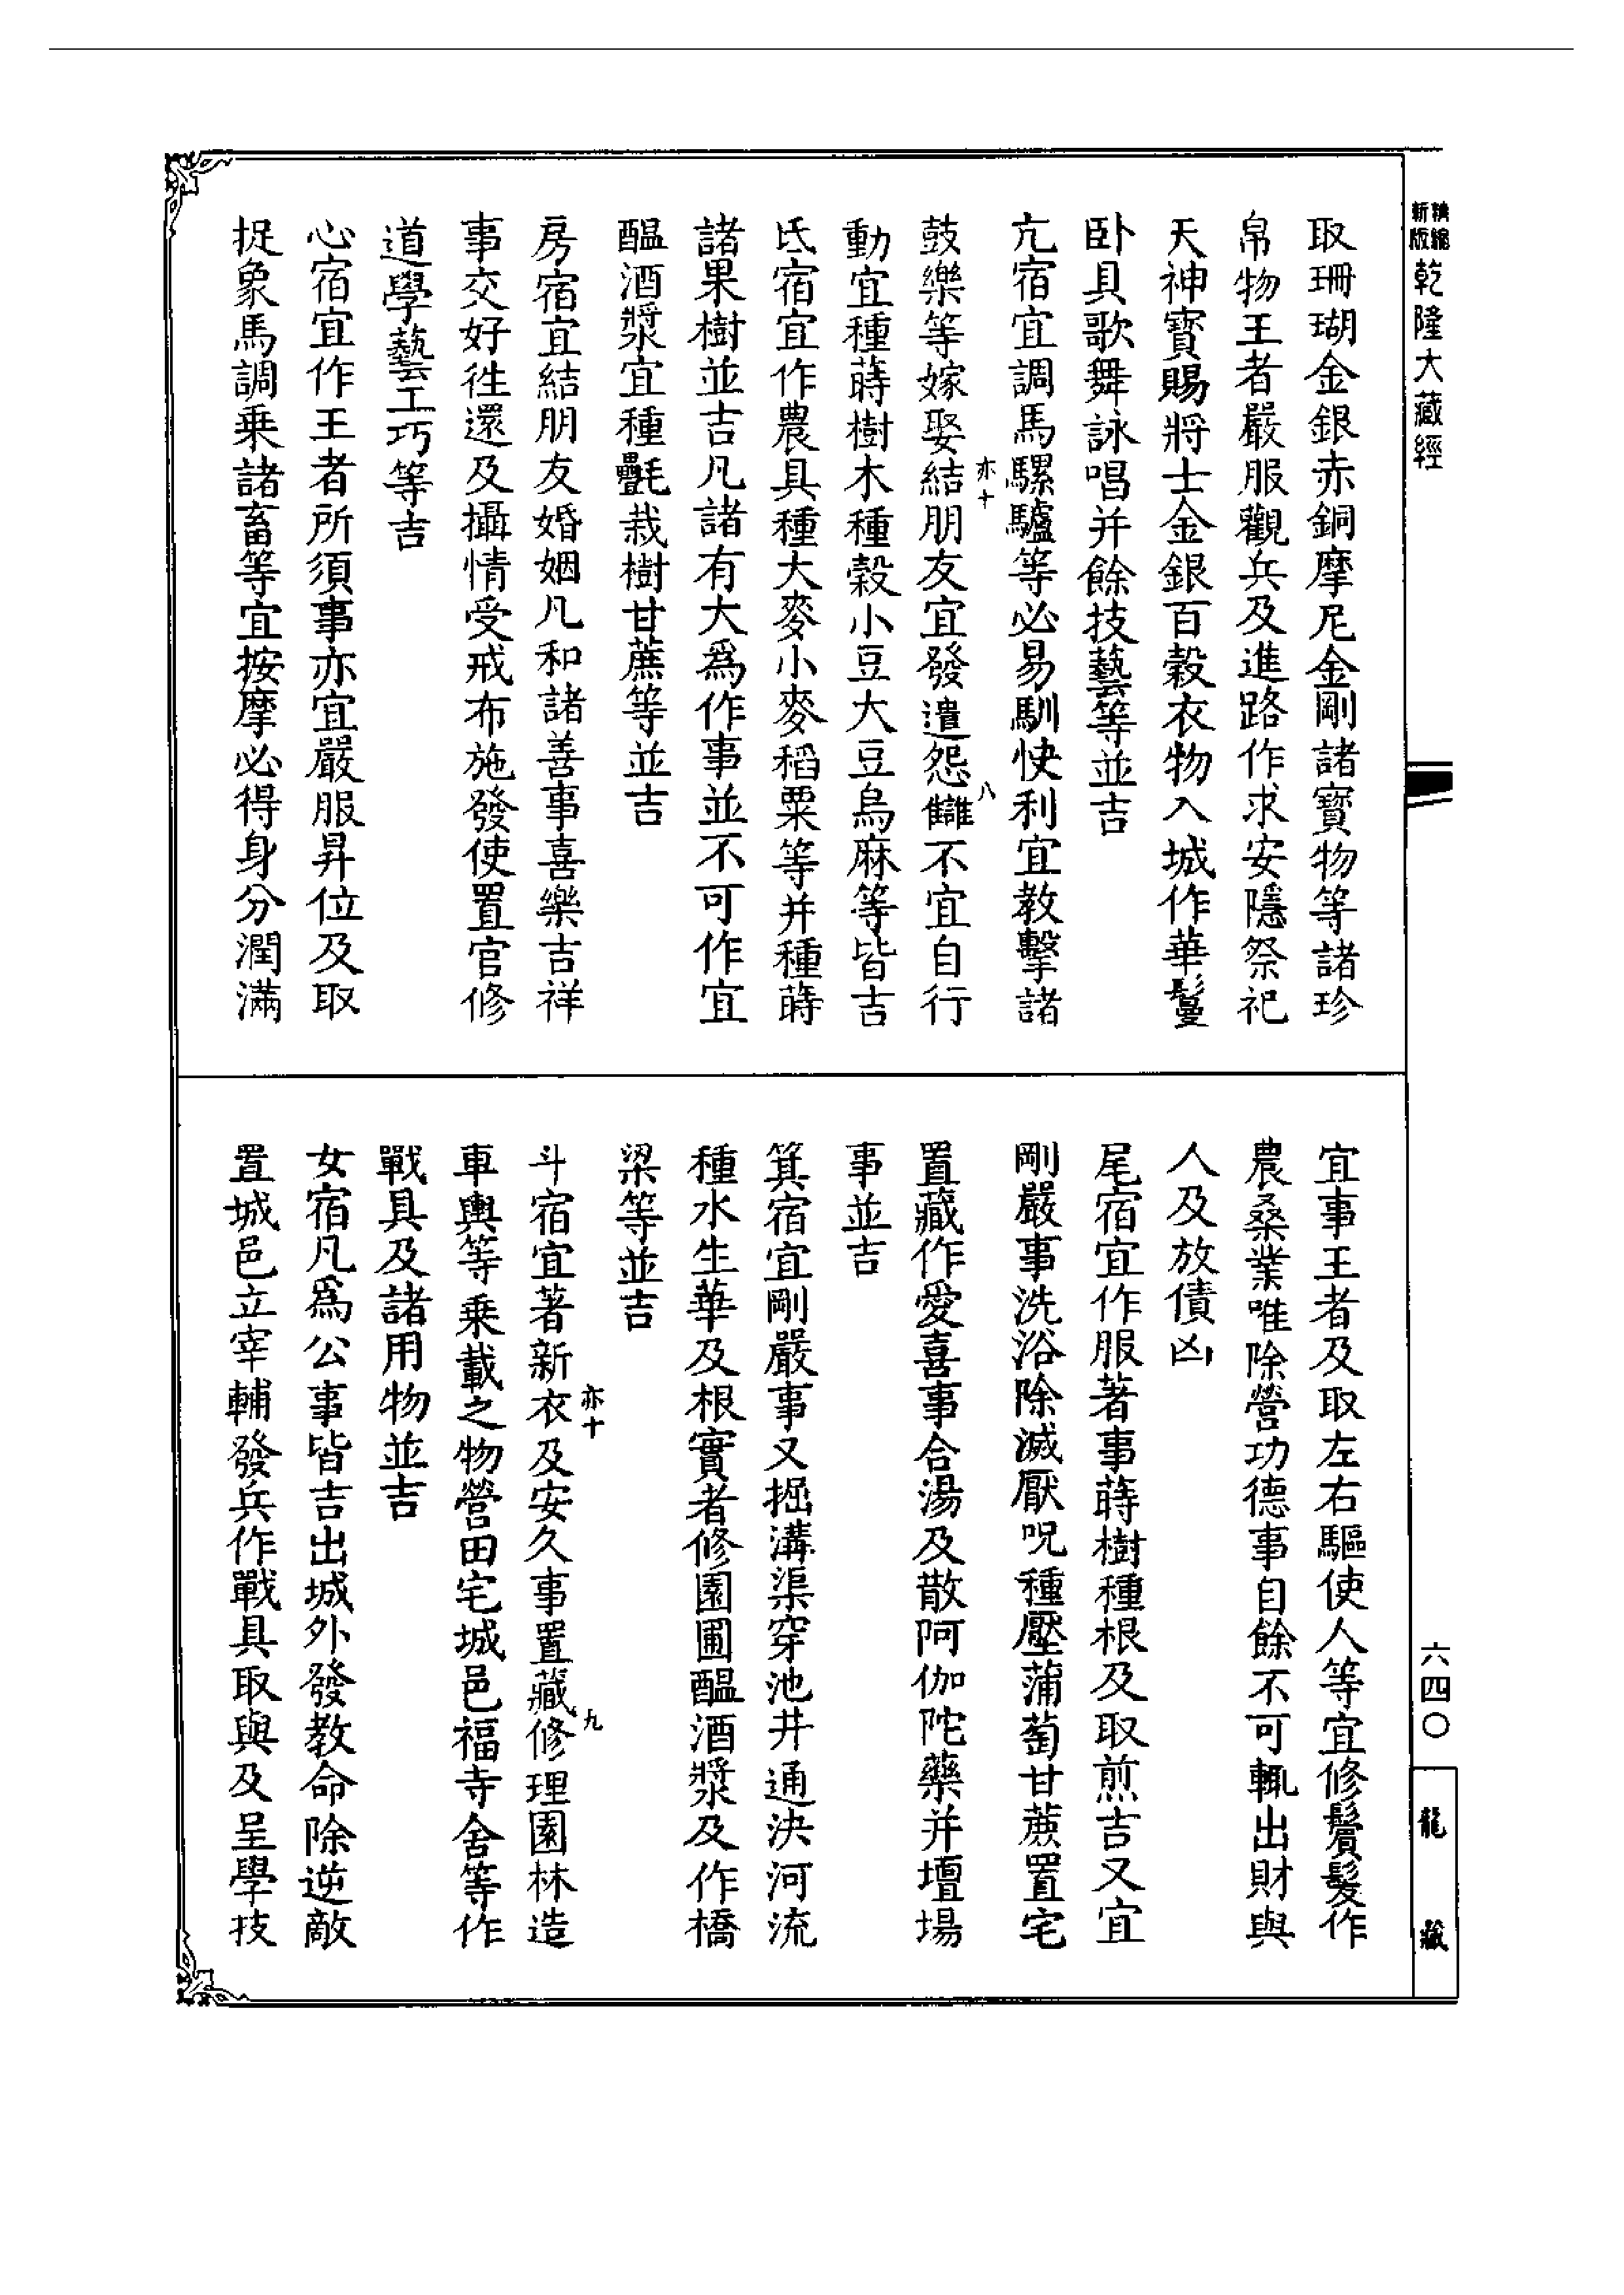 精縮新版乾隆大藏經
取珊瑚金銀赤銅摩尼金剛諸寶物等諸珍
帛物王者嚴服觀兵及進路作求安隱祭祀
天神寶賜將士金銀百穀衣物入城作華鬘
卧具歌舞詠唱并餘技藝等並吉
亢宿宜調馬騾驢等必易馴快利宜教擊諸
亦十
八
鼓樂等嫁娶結朋友宜發遣怨讎不宜自行
動宜種蒔樹木種穀小豆大豆烏麻等皆吉
氐宿宜作農具種大麥小麥稻粟等并種蒔
諸果樹並吉凡諸有大爲作事並不可作宜
醞酒漿宜種氎栽樹甘蔗等並吉
房宿宜結朋友婚姻凡和諸善事喜樂吉祥
事交好徃還及攝情受戒布施發使置官修
道學藝工巧等吉
心宿宜作王者所須事亦宜嚴服昇位及取
捉象馬調乘諸畜等宜按摩必得身分潤滿
宜事王者及取左右驅使人等宜修鬢髮作
農桑業唯除營功德事自餘不可輒出財與
人及放債凶
尾宿宜作服著事蒔樹種根及取煎吉又宜
剛嚴事洗浴除滅厭呪種壓蒲萄甘蔗置宅
置藏作愛喜事合湯及散阿伽陀藥并壇場
事並吉
箕宿宜剛嚴事又掘溝渠穿池井通決河流
種水生華及根實者修園圃醞酒漿及作橋
梁等並吉
亦十
九
斗宿宜著新衣及安久事置藏修理園林造
車輿等乘載之物營田宅城邑福寺舍等作
戰具及諸用物並吉
女宿凡爲公事皆吉出城外發教命除逆敵
置城邑立宰輔發兵作戰具取與及呈學技
六四〇
龍藏